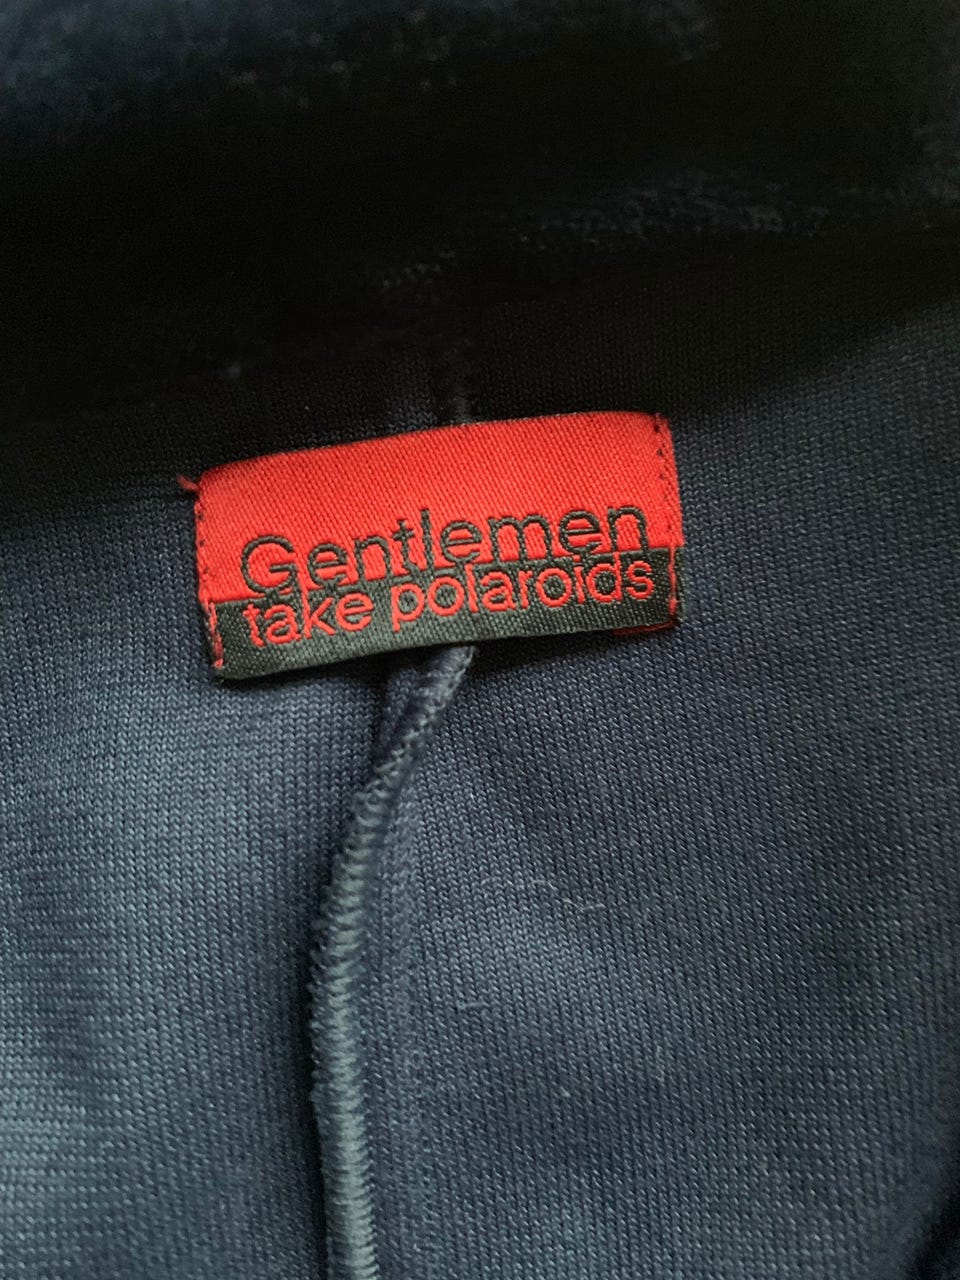 Gentlemen
take polaroids